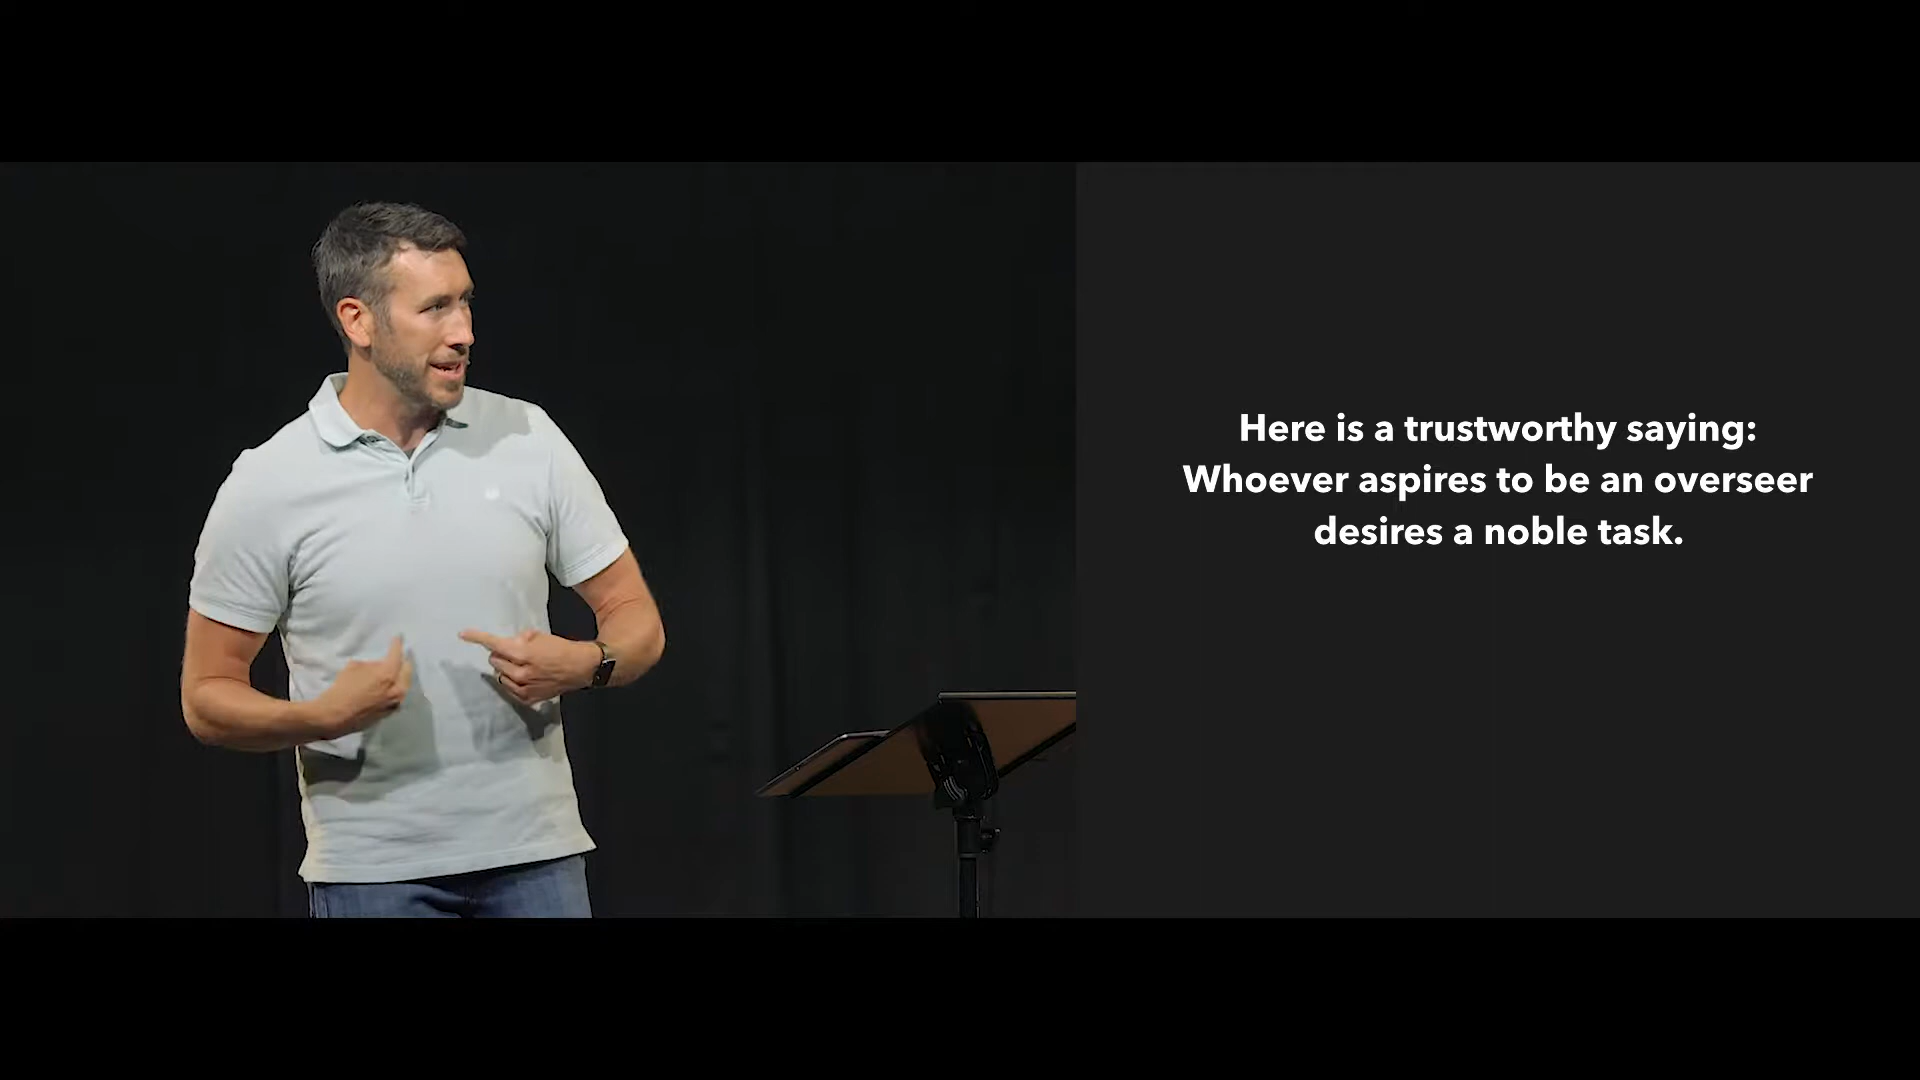 Here is a trustworthy saying:
Whoever aspires to be an overseer
desires a noble task.